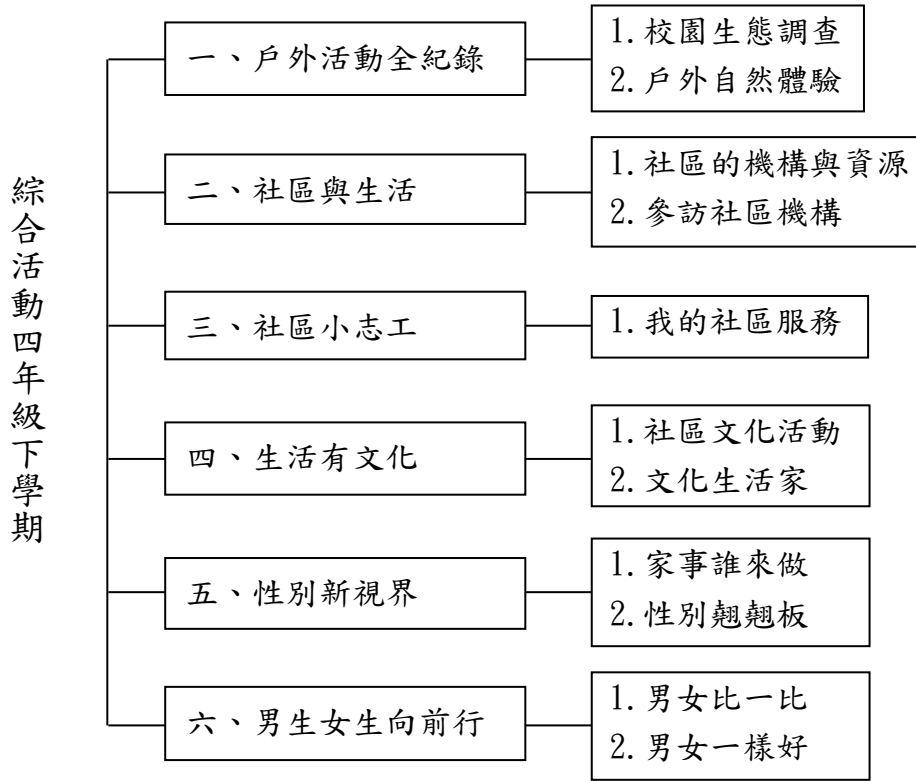 綜合活動四年級下學期
一、戶外活動全紀錄
1.校園生態調查
2.戶外自然體驗
二、社區與生活
1.社區的機構與資源
2.參訪社區機構
三、社區小志工
1.我的社區服務
四、生活有文化
1.社區文化活動
2.文化生活家
五、性別新視界
1.家事誰來做
2.性別翹翹板
六、男生女生向前行
1.男女比一比
2.男女一樣好